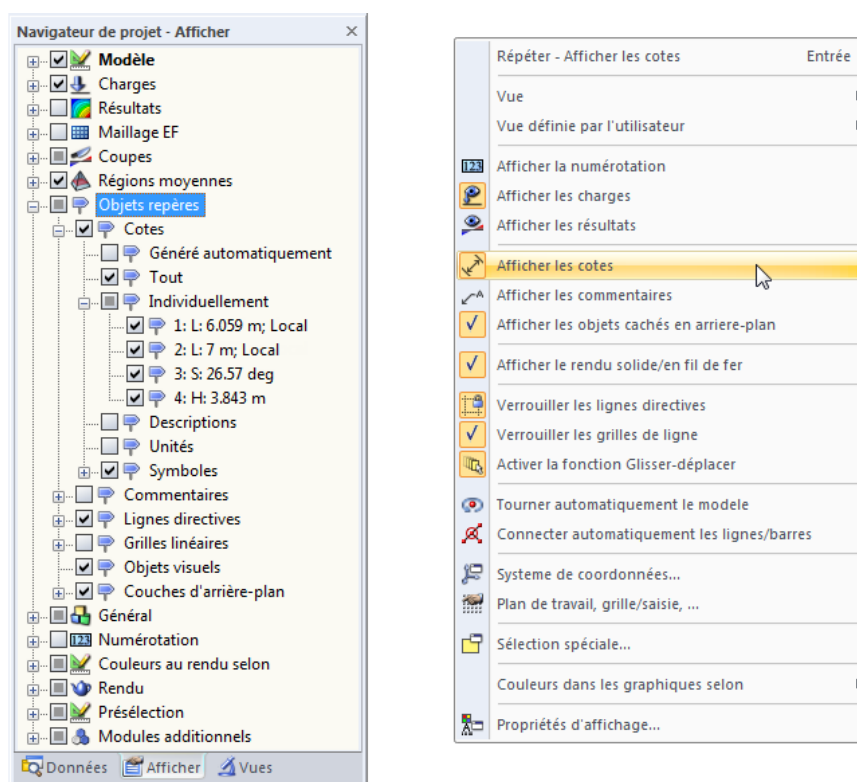 Navigateur de projet - Afficher
Modèle
Charges
Résultats
Maillage EF
Coupes
Régions moyennes
Objets repères
Cotes
Généré automatiquement
Tout
Individuellement
1: L: 6.059 m; Local
2: L: 7 m; Local
3: S: 26.57 deg
4: H: 3.843 m
Descriptions
Unités
Symboles
Commentaires
Lignes directives
Grilles linéaires
Objets visuels
Couches d'arrière-plan
Général
123 Numérotation
Couleurs au rendu selon
Rendu
Présélection
Modules additionnels
Données Afficher Vues
Répéter - Afficher les cotes Entrée
Vue
Vue définie par l'utilisateur
123 Afficher la numérotation
Afficher les charges
Afficher les résultats
Afficher les cotes
Afficher les commentaires
Afficher les objets cachés en arriere-plan
Afficher le rendu solide/en fil de fer
Verrouiller les lignes directives
Verrouiller les grilles de ligne
Activer la fonction Glisser-déplacer
Tourner automatiquement le modele
Connecter automatiquement les lignes/barres
Systeme de coordonnées...
Plan de travail, grille/saisie, ...
Sélection spéciale...
Couleurs dans les graphiques selon
Propriétés d'affichage...